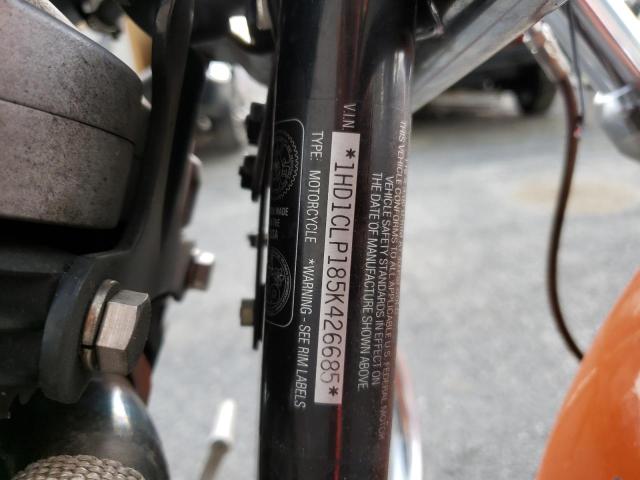 THIS VEHICLE CONFORMS TO ALL APPLICABLE U.S. FEDERAL MOTOR
VEHICLE SAFETY STANDARDS IN EFFECT ON
THE DATE OF MANUFACTURE SHOWN ABOVE
V.I.N. *1HD1CLP185K426685*
TYPE: MOTORCYCLE *WARNING - SEE RIM LABELS
MADE